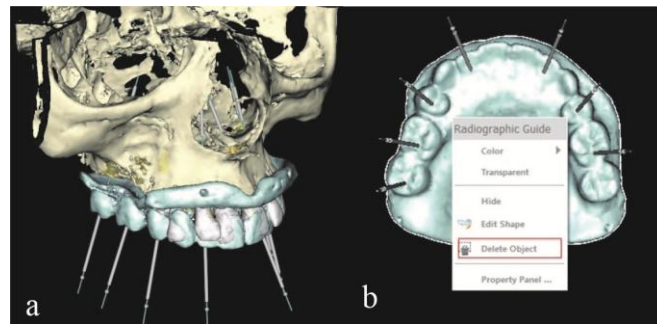 a
b
Radiographic Guide
Color
Transparent
Hide
Edit Shape
Delete Object
Property Panel ...